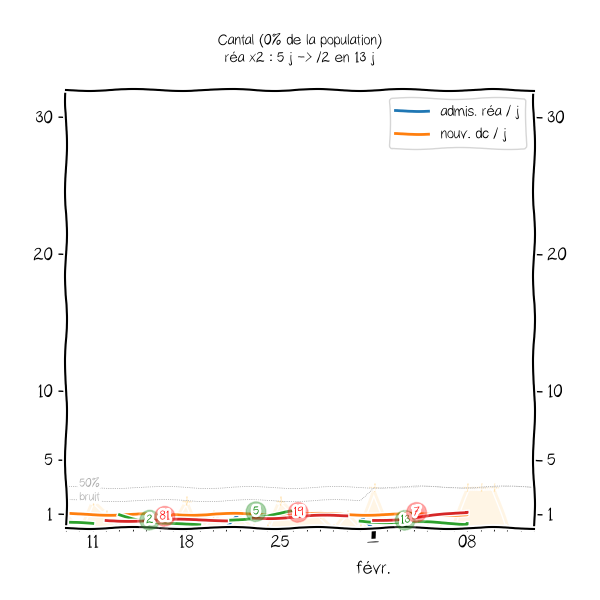 Cantal (0% de la population)
réa x2 : 5 j -> /2 en 13 j
admis. réa / j
nouv. dc / j
30 30
20 20
10 10
5 5
50%
bruit
1 1
2 81 5 19 13 7
11 18 25 1 08
févr.